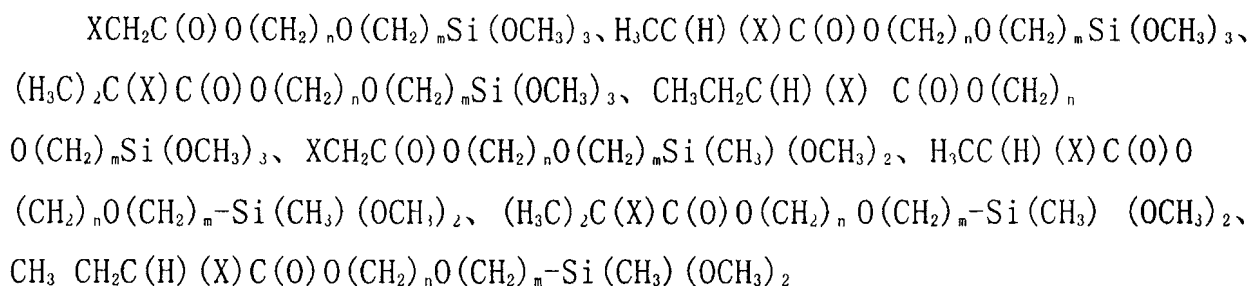 XCH₂C(O)O(CH₂)ₙO(CH₂)ₘSi(OCH₃)₃、H₃CC(H)(X)C(O)O(CH₂)ₙO(CH₂)ₘSi(OCH₃)₃、
(H₃C)₂C(X)C(O)O(CH₂)ₙO(CH₂)ₘSi(OCH₃)₃、 CH₃CH₂C(H)(X) C(O)O(CH₂)ₙ
O(CH₂)ₘSi(OCH₃)₃、 XCH₂C(O)O(CH₂)ₙO(CH₂)ₘSi(CH₃)(OCH₃)₂、H₃CC(H)(X)C(O)O
(CH₂)ₙO(CH₂)ₘ-Si(CH₃)(OCH₃)₂、 (H₃C)₂C(X)C(O)O(CH₂)ₙ O(CH₂)ₘ-Si(CH₃) (OCH₃)₂、
CH₃ CH₂C(H)(X)C(O)O(CH₂)ₙO(CH₂)ₘ-Si(CH₃)(OCH₃)₂